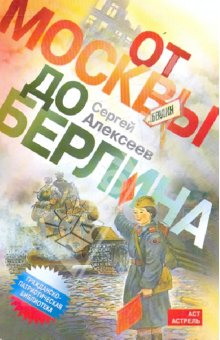 ОТ
МОСКВЫ
ДО
БЕРЛИНА
Сергей
Алексеев
БЕРЛИН
ГРАЖДАНСКО-
ПАТРИОТИЧЕСКАЯ
БИБЛИОТЕКА
АСТ
АСТРЕЛЬ